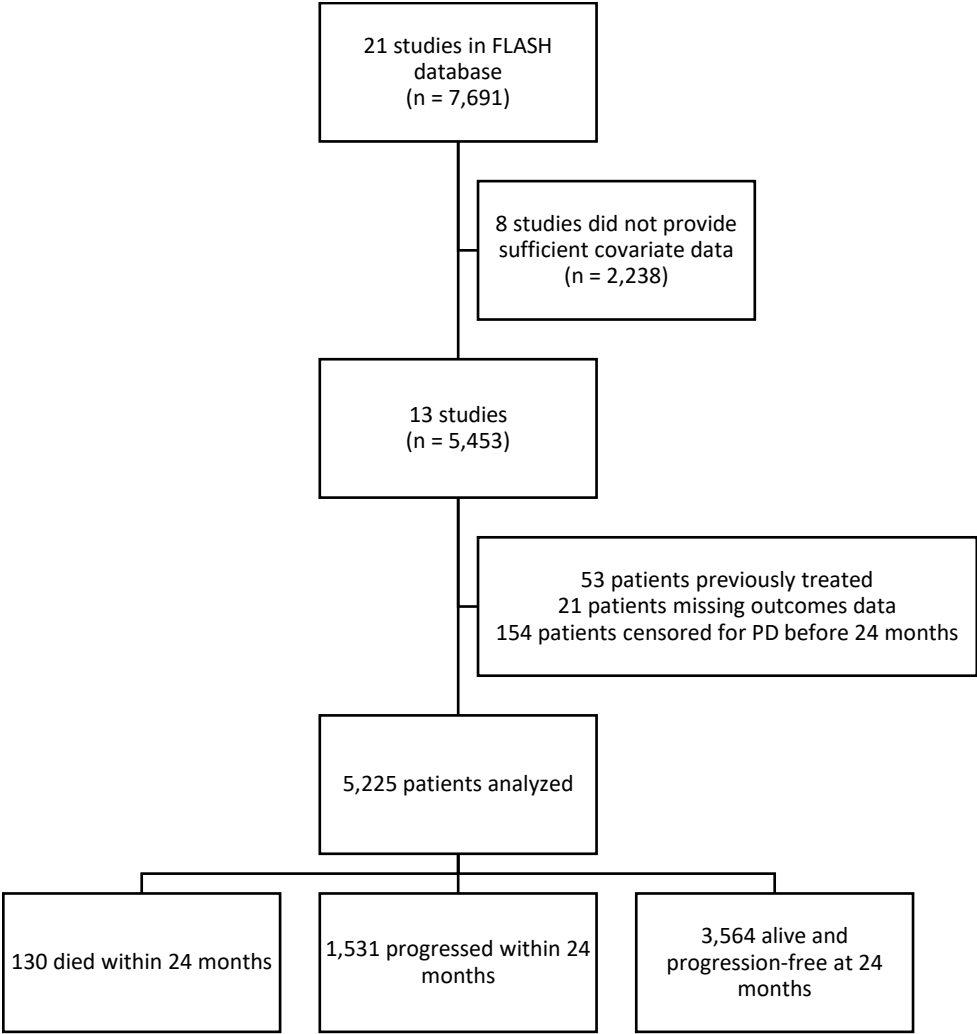 21 studies in FLASH
database
(n = 7,691)
8 studies did not provide
sufficient covariate data
(n = 2,238)
13 studies
(n = 5,453)
53 patients previously treated
21 patients missing outcomes data
154 patients censored for PD before 24 months
5,225 patients analyzed
130 died within 24 months
1,531 progressed within 24
months
3,564 alive and
progression-free at 24
months